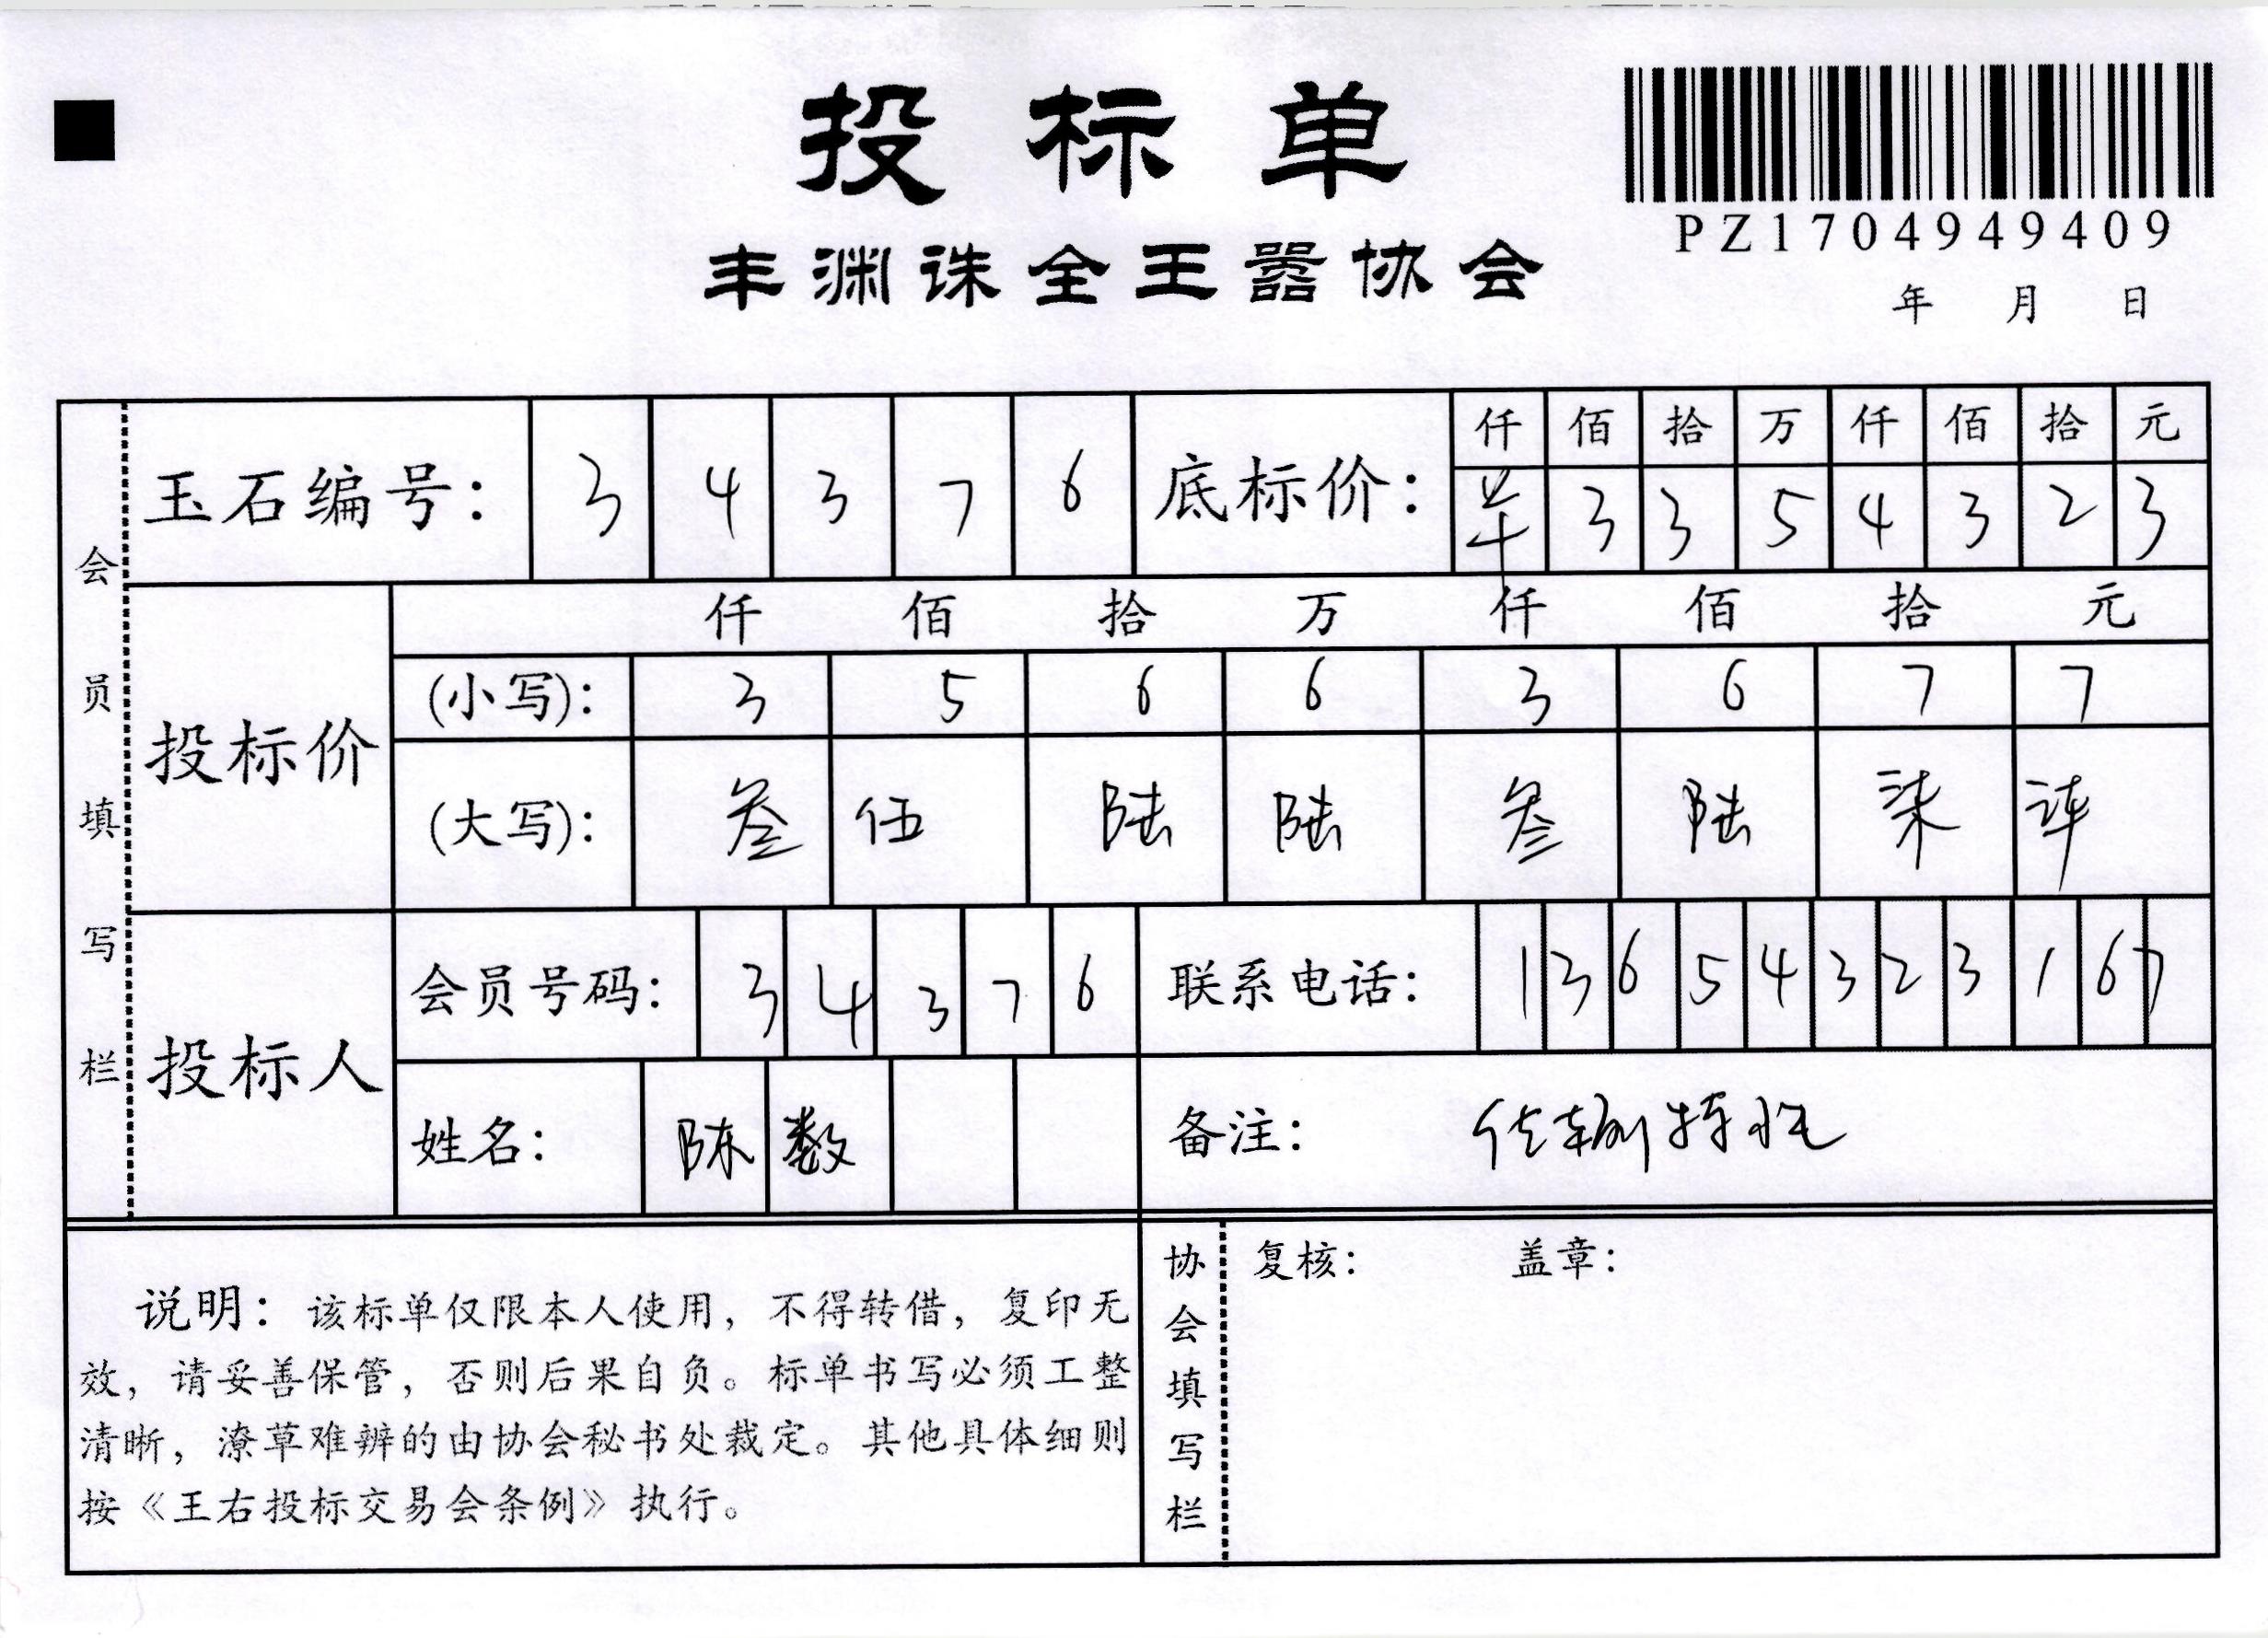 投标单
PZ1704949409
丰渊诛全王嚣协会
年 月 日
会员填写栏
玉石编号: 3 4 3 7 6
底标价:
仟 佰 拾 万 仟 佰 拾 元
3 3 5 4 3 2 3
投标价
仟 佰 拾 万 仟 佰 拾 元
(小写): 3 5 6 6 3 6 7 7
(大写): 叁 伍 陆 陆 叁 陆 柒
投标人
会员号码: 3 4 3 7 6
联系电话: 1 3 6 5 4 3 2 3 1 6 7
姓名: 陈 数
备注: 传输特性
说明: 该标单仅限本人使用，不得转借，复印无
效，请妥善保管，否则后果自负。标单书写必须工整
清晰，潦草难辨的由协会秘书处裁定。其他具体细则
按《王右投标交易会条例》执行。
协会填写栏
复核: 盖章: